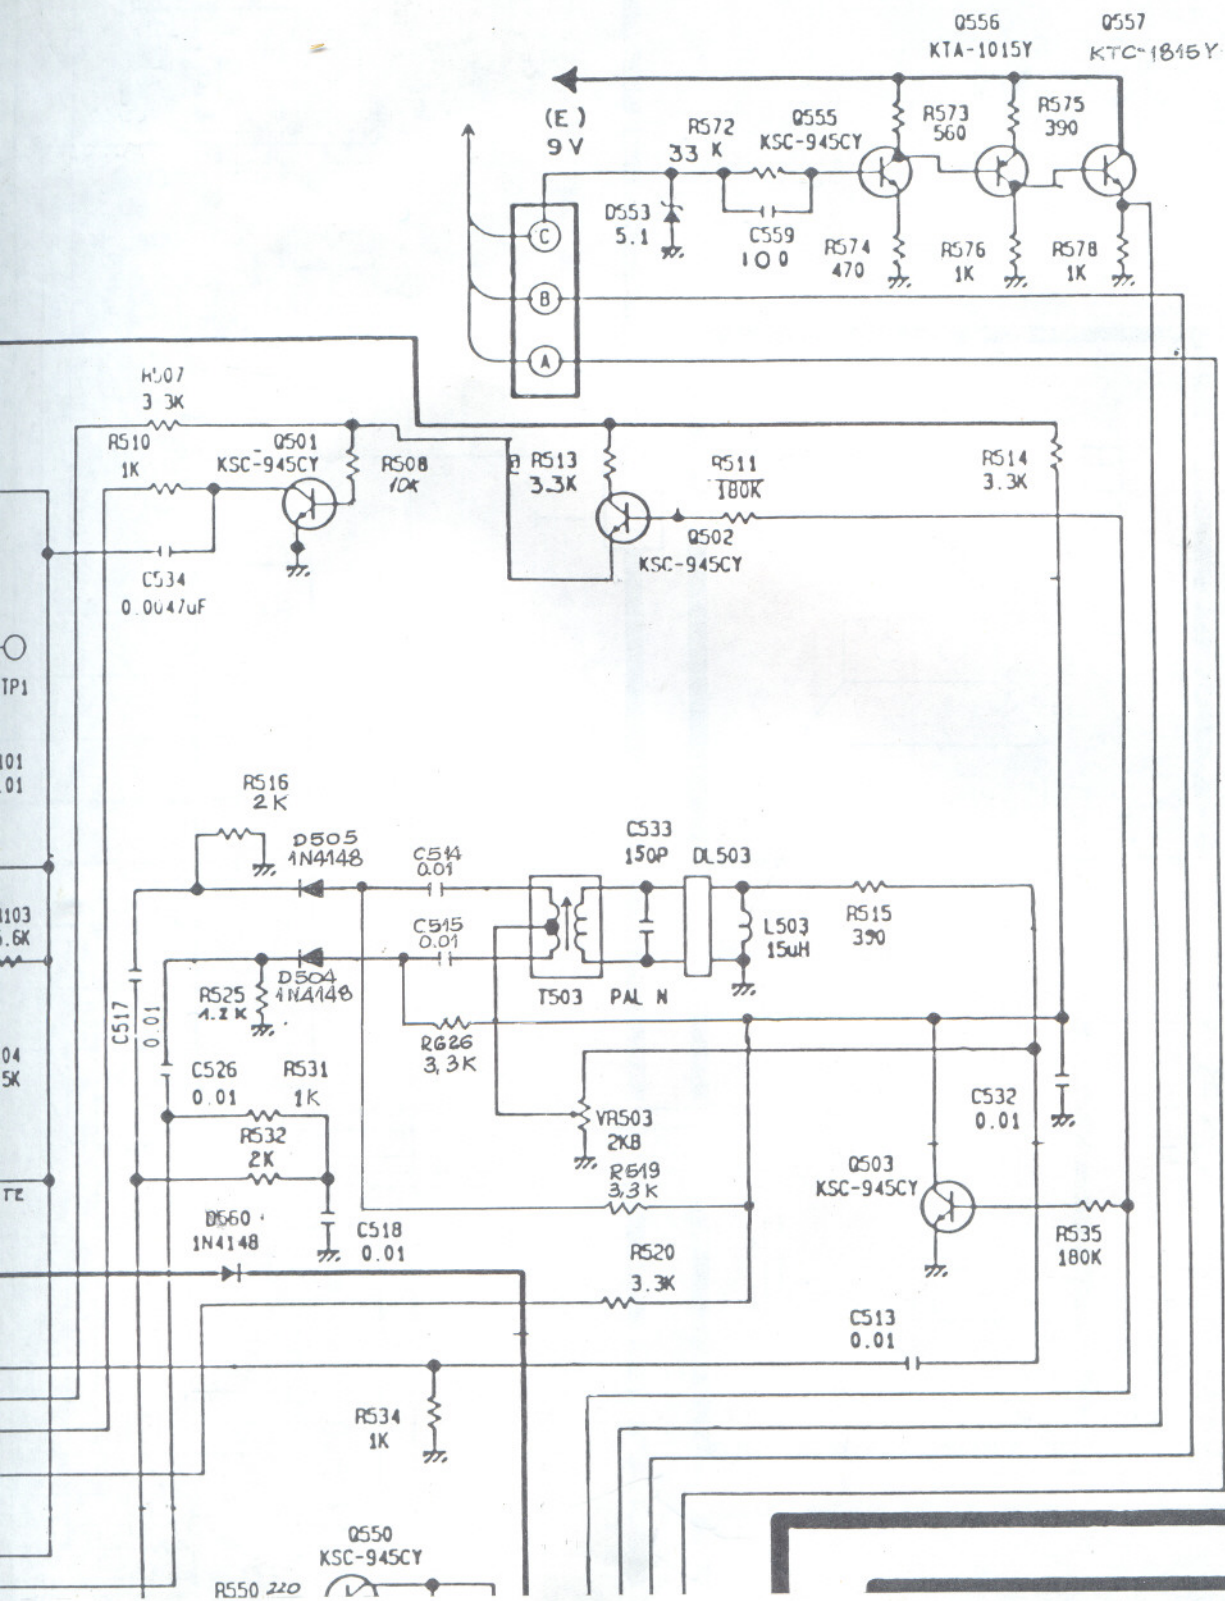 Q556
KTA-1015Y
Q557
KTC-1815Y
(E)
9V
R572
33 K
Q555
KSC-945CY
R573
560
R575
390
D553
5.1
C559
100
R574
470
R576
1K
R578
1K
C
B
A
R507
3 3K
R510
1K
Q501
KSC-945CY
R508
10K
R513
3.3K
R511
180K
R514
3.3K
Q502
KSC-945CY
C534
0.0047uF
TP1
101
.01
R516
2K
D505
1N4148
C514
0.01
C533
150P
DL503
103
5.6K
C515
0.01
L503
15uH
R515
390
D504
1N4148
R525
1.2K
T503
PAL N
C517
0.01
04
5K
R626
3,3K
C526
0.01
R531
1K
C532
0.01
VR503
2KB
R532
2K
R519
3,3K
Q503
KSC-945CY
TE
D560
1N4148
C518
0.01
R520
3.3K
R535
180K
C513
0.01
R534
1K
Q550
KSC-945CY
R550 220